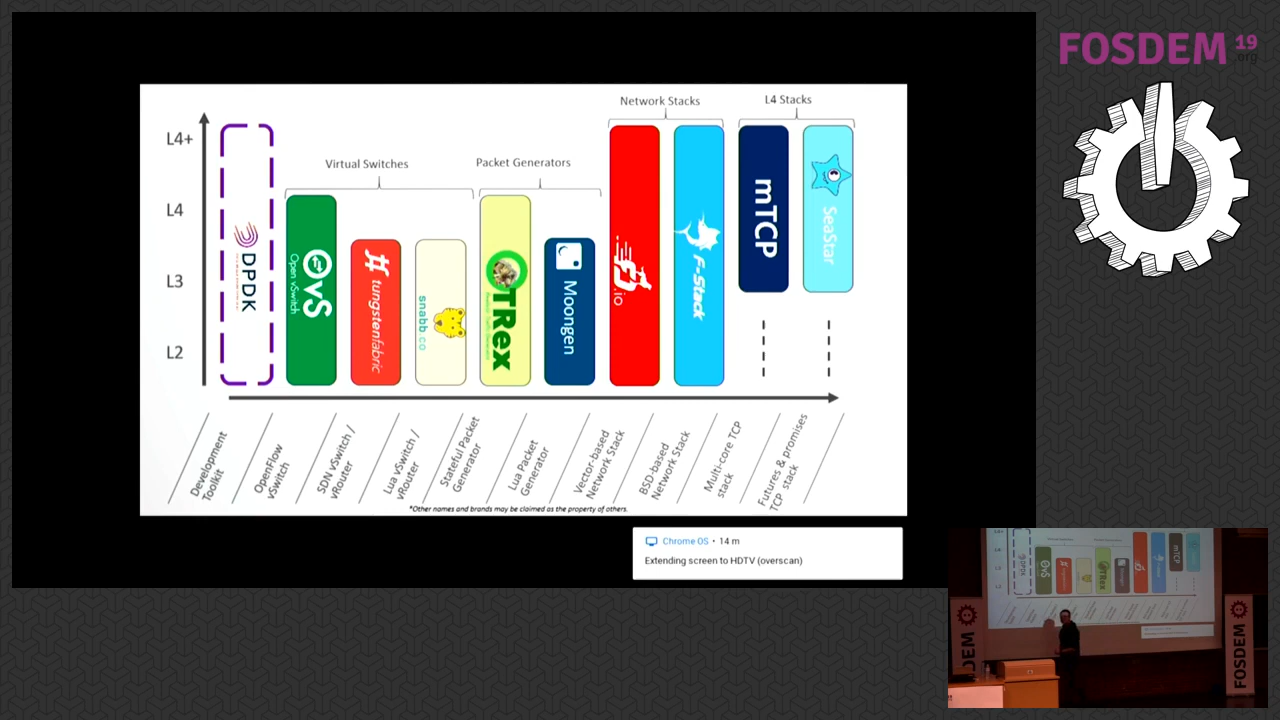 FOSDEM 19
.org
Network Stacks
L4 Stacks
Virtual Switches
Packet Generators
L4+
L4
L3
L2
DPDK
OVS
Open vSwitch
tungstenfabric
snabb.co
TRex
Moongen
.io
F-Stack
mTCP
SeaStar
Development
Toolkit
OpenFlow
vSwitch
SDN vSwitch /
vRouter
Lua vSwitch /
vRouter
Stateful Packet
Generator
Lua Packet
Generator
Vector-based
Network Stack
BSD-based
Network Stack
Multi-core TCP
stack
Futures & promises
TCP stack
*Other names and brands may be claimed as the property of others.
Chrome OS • 14 m
Extending screen to HDTV (overscan)
FOSDEM